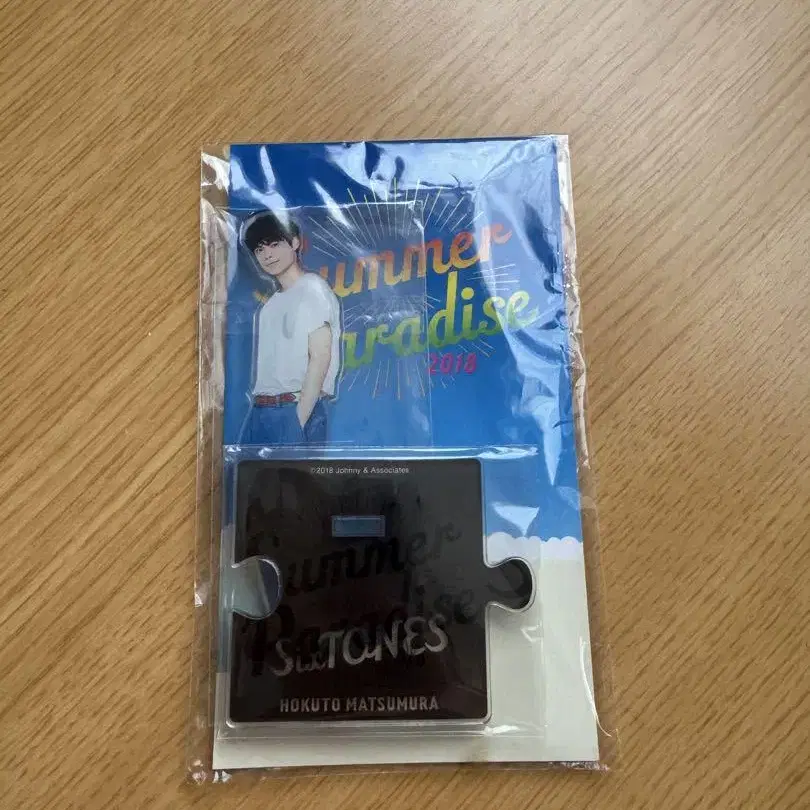 Summer
Paradise
2018
©2018 Johnny & Associates
Summer
Paradise
SixTONES
HOKUTO MATSUMURA